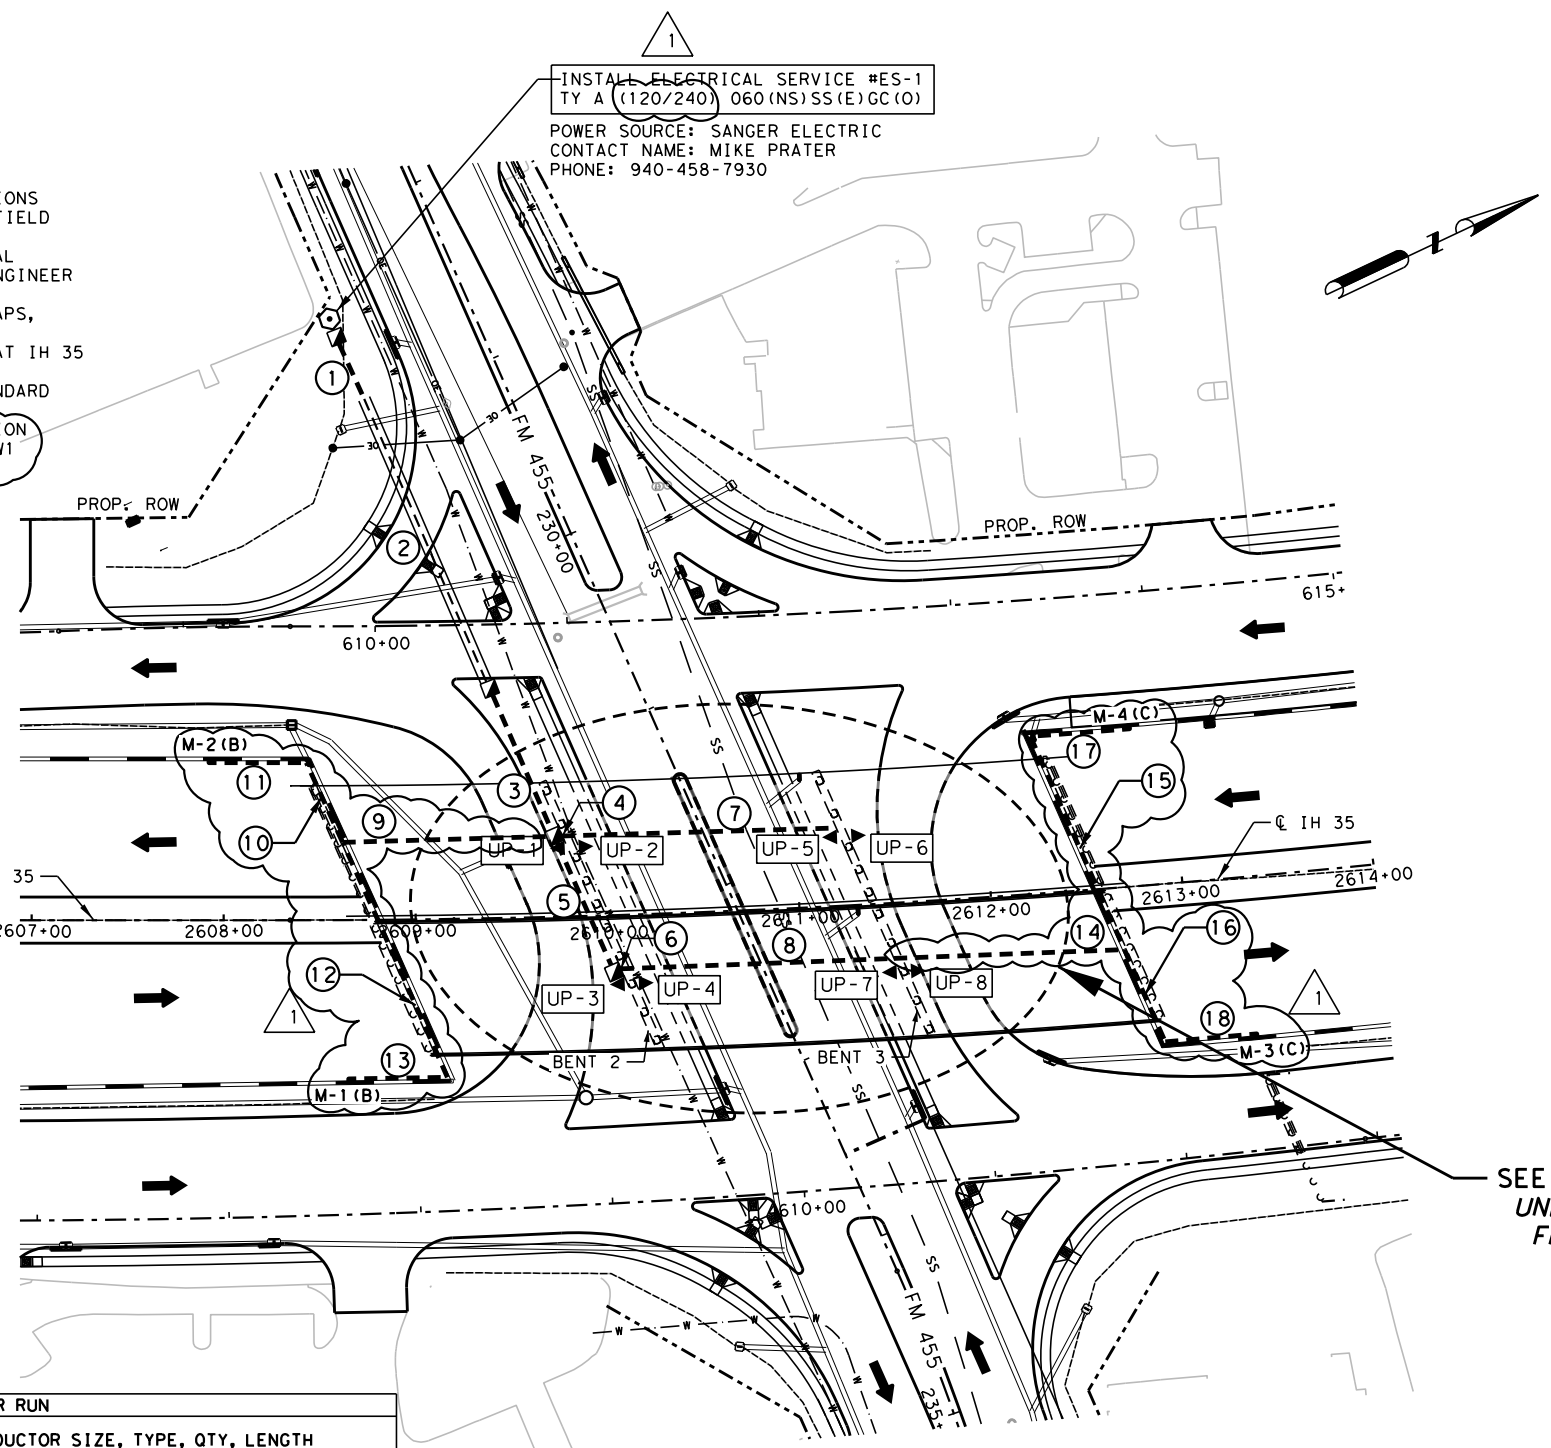 1
INSTALL ELECTRICAL SERVICE #ES-1
TY A (120/240) 060(NS)SS(E)GC(O)
POWER SOURCE: SANGER ELECTRIC
CONTACT NAME: MIKE PRATER
PHONE: 940-458-7930
IONS
FIELD
AL
NGINEER
APS,
AT IH 35
NDARD
ION
W1
1
PROP. ROW
FM 455
230+00
PROP. ROW
2
615+
610+00
M-2(B)
M-4(C)
11
17
3
4
15
9
7
10
UP-1
UP-2
UP-5
UP-6
℄ IH 35
35
5
2607+00
2608+00
2609+00
2610+00
2611+00
2612+00
2613+00
2614+00
6
8
14
16
12
UP-3
UP-4
UP-7
UP-8
1
1
18
13
BENT 2
BENT 3
M-3(C)
M-1(B)
SEE
610+00
FM 455
235+
R RUN
DUCTOR SIZE, TYPE, QTY, LENGTH